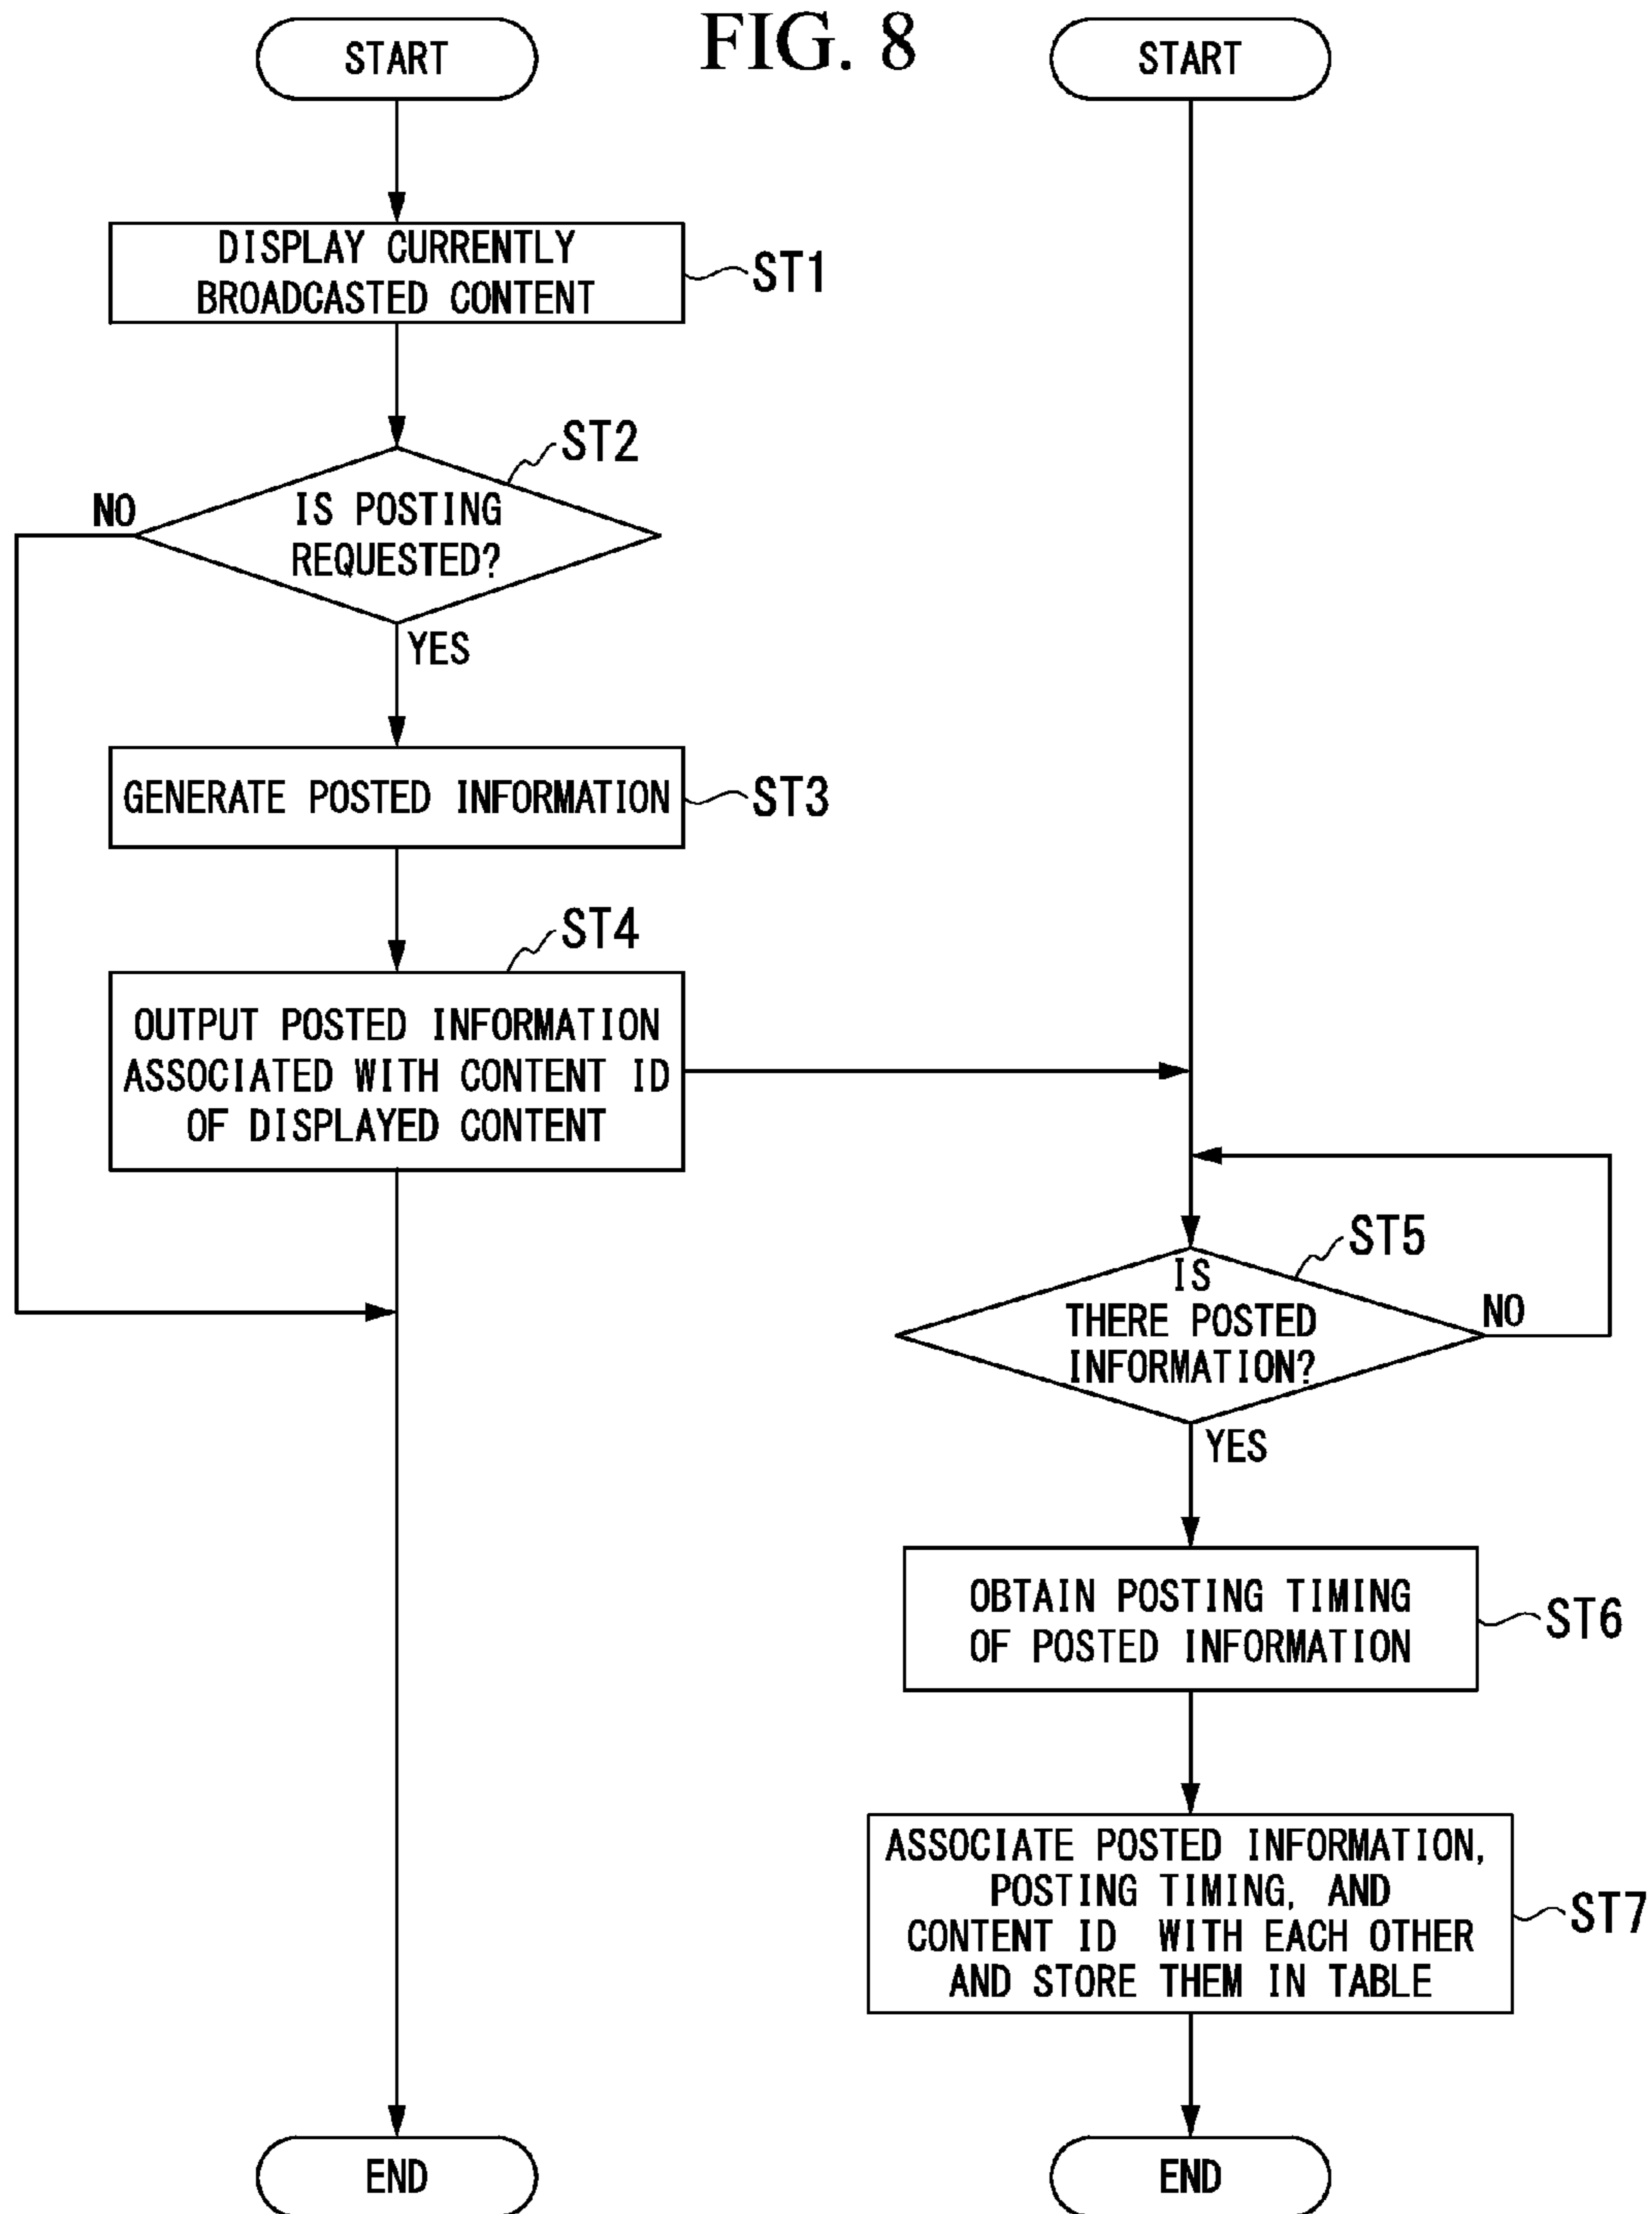 FIG. 8
START
DISPLAY CURRENTLY
BROADCASTED CONTENT
ST1
ST2
IS POSTING
REQUESTED?
NO
YES
GENERATE POSTED INFORMATION
ST3
ST4
OUTPUT POSTED INFORMATION
ASSOCIATED WITH CONTENT ID
OF DISPLAYED CONTENT
END
START
ST5
IS
THERE POSTED
INFORMATION?
NO
YES
OBTAIN POSTING TIMING
OF POSTED INFORMATION
ST6
ASSOCIATE POSTED INFORMATION,
POSTING TIMING, AND
CONTENT ID WITH EACH OTHER
AND STORE THEM IN TABLE
ST7
END